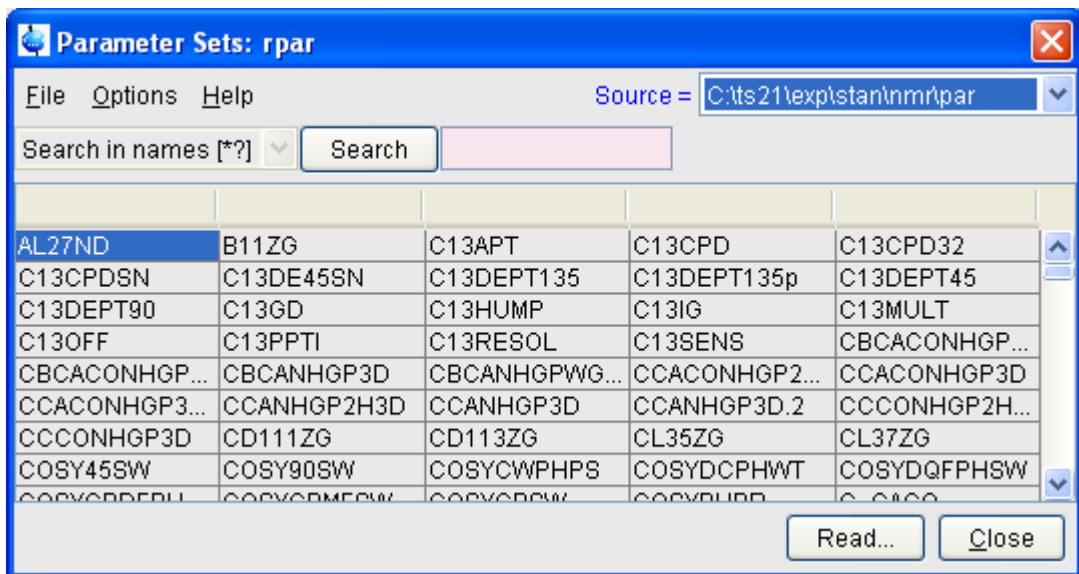 Parameter Sets: rpar
File Options Help Source = C:\ts21\exp\stan\nmr\par
Search in names [*?] Search
AL27ND B11ZG C13APT C13CPD C13CPD32
C13CPDSN C13DE45SN C13DEPT135 C13DEPT135p C13DEPT45
C13DEPT90 C13GD C13HUMP C13IG C13MULT
C13OFF C13PPTI C13RESOL C13SENS CBCACONHGP...
CBCACONHGP... CBCANHGP3D CBCANHGPWG... CCACONHGP2... CCACONHGP3D
CCACONHGP3... CCANHGP2H3D CCANHGP3D CCANHGP3D.2 CCCONHGP2H...
CCCONHGP3D CD111ZG CD113ZG CL35ZG CL37ZG
COSY45SW COSY90SW COSYCWPHPS COSYDCPHWT COSYDQFPHSW
Read... Close